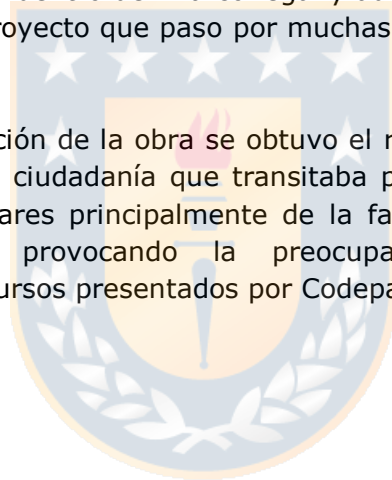 royecto que paso por muchas
ción de la obra se obtuvo el r
ciudadanía que transitaba p
ares principalmente de la fa
provocando la preocupa
ursos presentados por Codepa